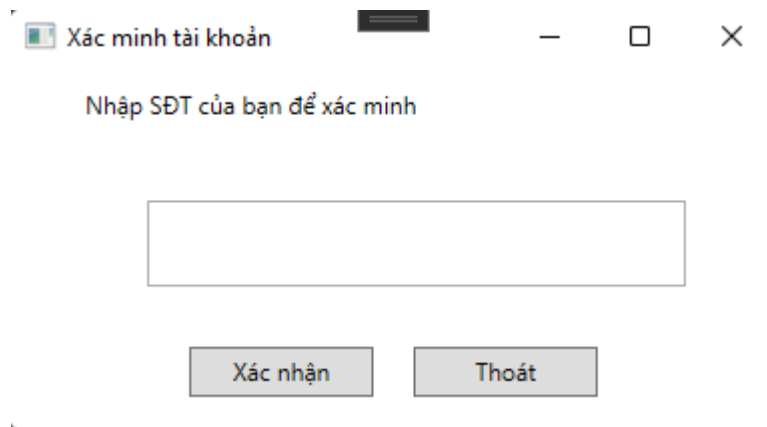 Xác minh tài khoản
Nhập SĐT của bạn để xác minh
Xác nhận
Thoát